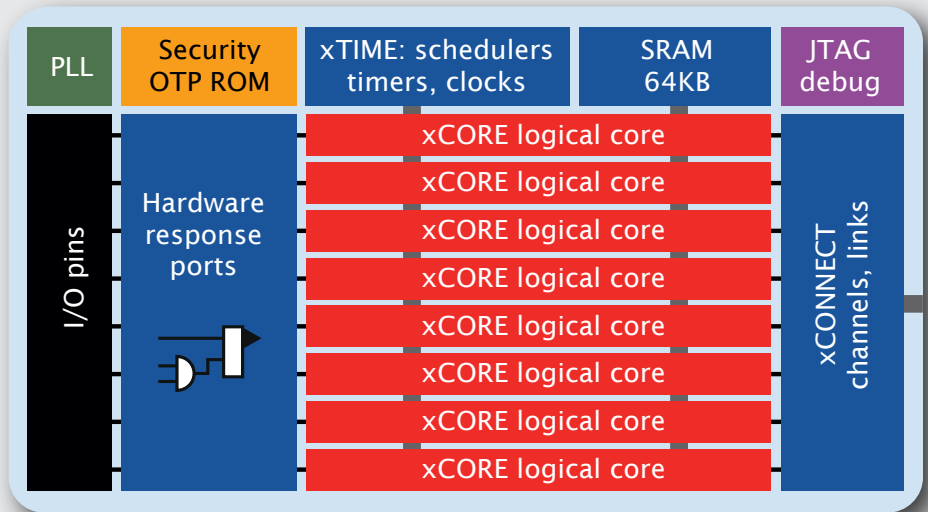 PLL
Security
OTP ROM
xTIME: schedulers
timers, clocks
SRAM
64KB
JTAG
debug
I/O pins
Hardware
response
ports
xCORE logical core
xCORE logical core
xCORE logical core
xCORE logical core
xCORE logical core
xCORE logical core
xCORE logical core
xCORE logical core
xCONNECT
channels, links